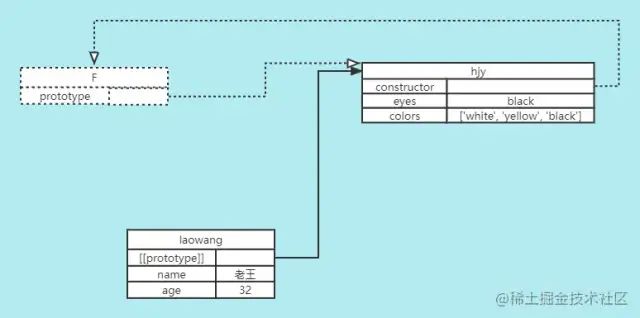 F
prototype
hjy
constructor
eyes black
colors ['white', 'yellow', 'black']
laowang
[[prototype]]
name 老王
age 32
@稀土掘金技术社区